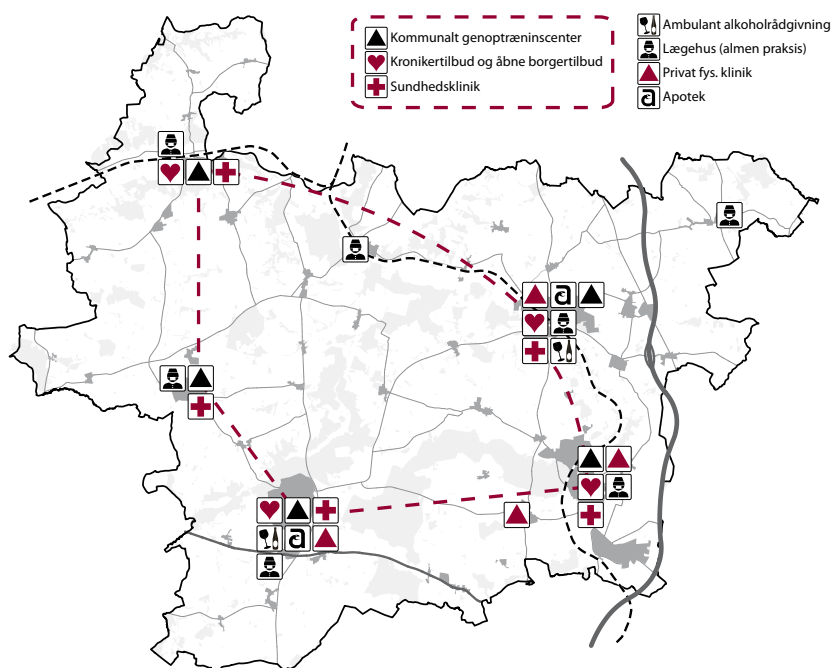 Kommunalt genoptræninscenter
Kronikertilbud og åbne borgertilbud
Sundhedsklinik
Ambulant alkoholrådgivning
Lægehus (almen praksis)
Privat fys. klinik
Apotek